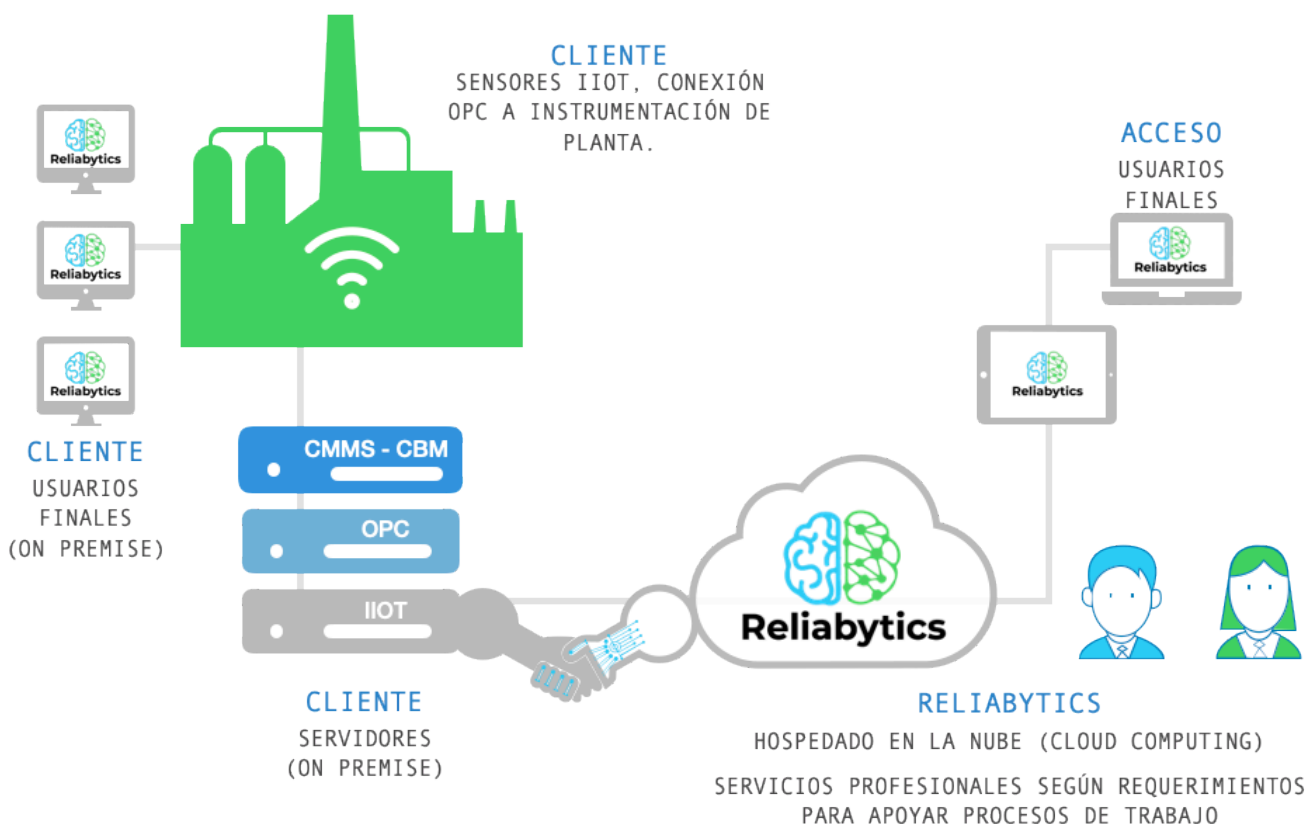 CLIENTE
SENSORES IIOT, CONEXIÓN
OPC A INSTRUMENTACIÓN DE
PLANTA.
Reliabytics
Reliabytics
Reliabytics
CLIENTE
USUARIOS
FINALES
(ON PREMISE)
CMMS - CBM
OPC
IIOT
CLIENTE
SERVIDORES
(ON PREMISE)
ACCESO
USUARIOS
FINALES
Reliabytics
Reliabytics
Reliabytics
RELIABYTICS
HOSPEDADO EN LA NUBE (CLOUD COMPUTING)
SERVICIOS PROFESIONALES SEGÚN REQUERIMIENTOS
PARA APOYAR PROCESOS DE TRABAJO